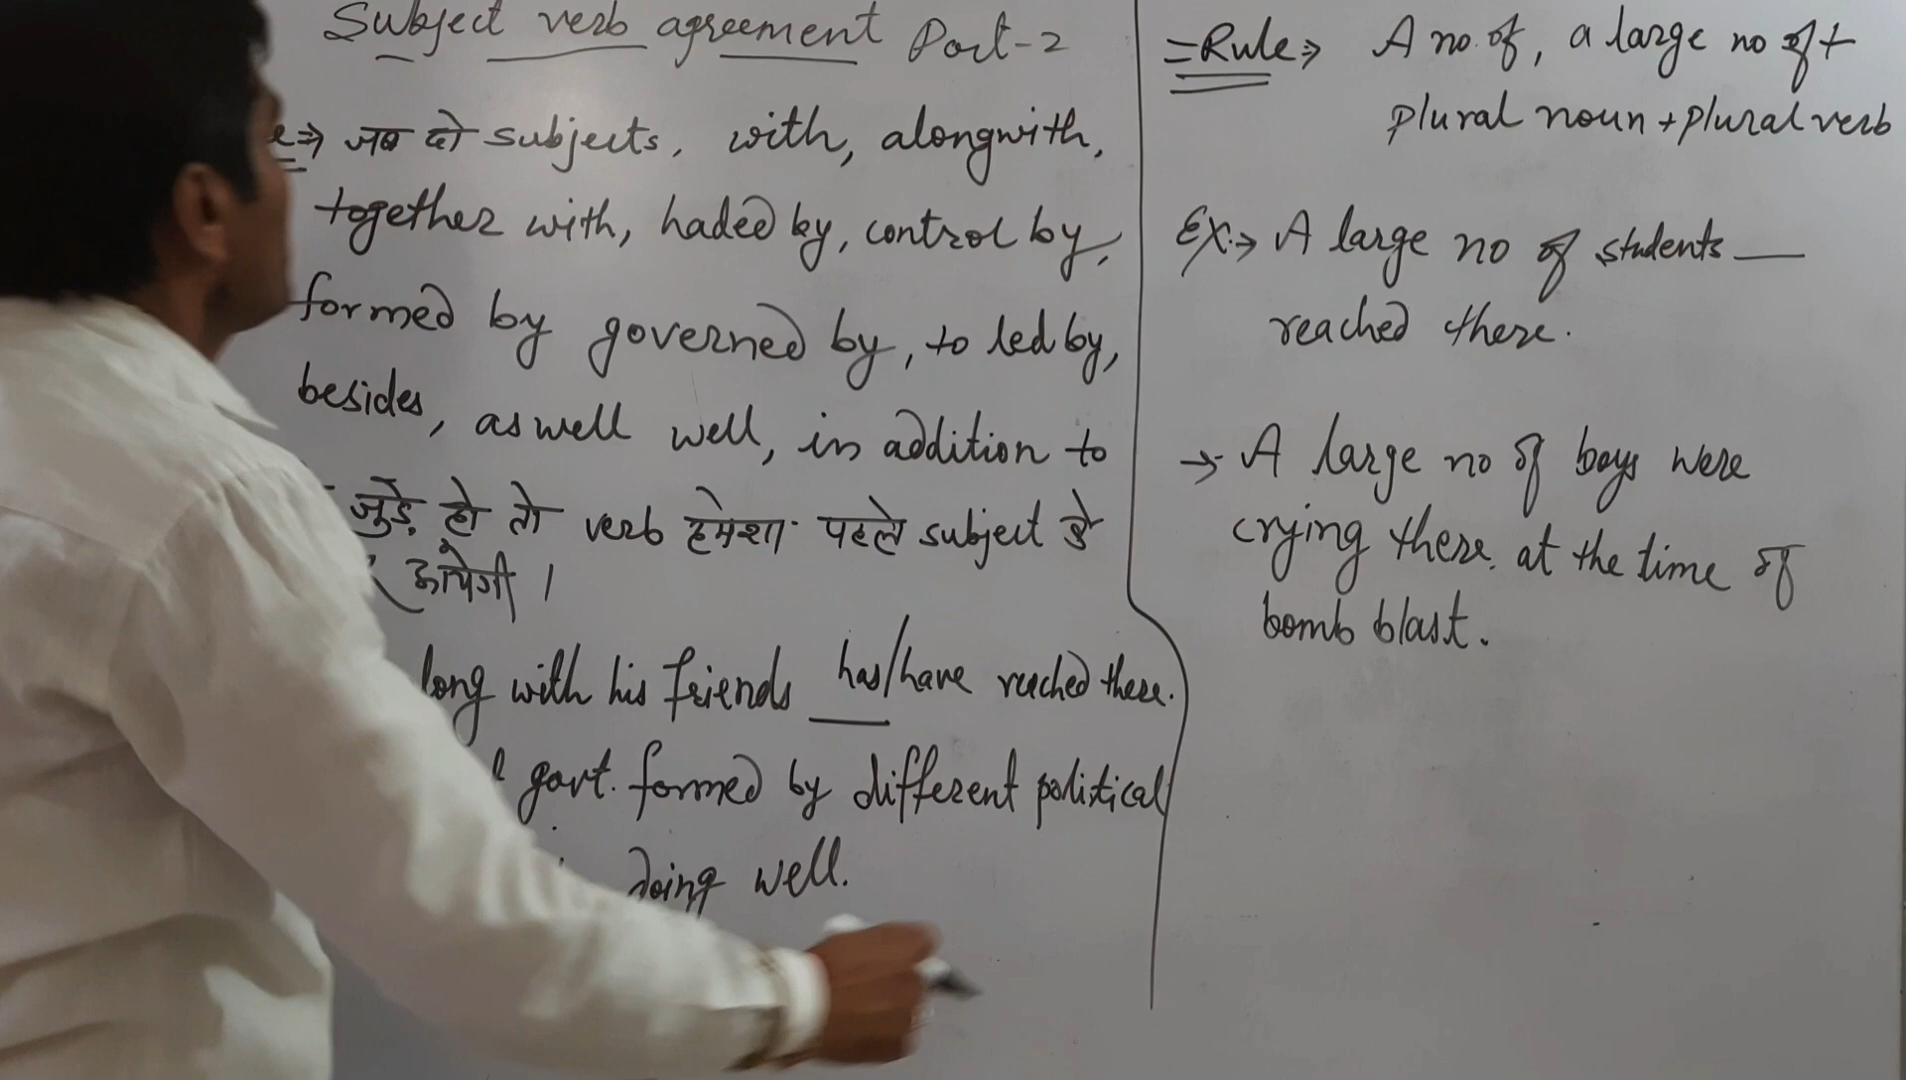 Subject verb agreement Part-2
e⇒ जब दो subjects, with, alongwith,
together with, haded by, control by,
formed by governed by, to led by,
besides, as well well, in addition to
जुड़े हो तो verb हमेशा पहले subject के
आयेगी ।
long with his friends has/have reached there.
govt. formed by different political
doing well.
=Rule⇒ A no. of, a large no of +
plural noun + plural verb
Ex:→ A large no of students —
reached there.
→ A large no of boys were
crying there. at the time of
bomb blast.